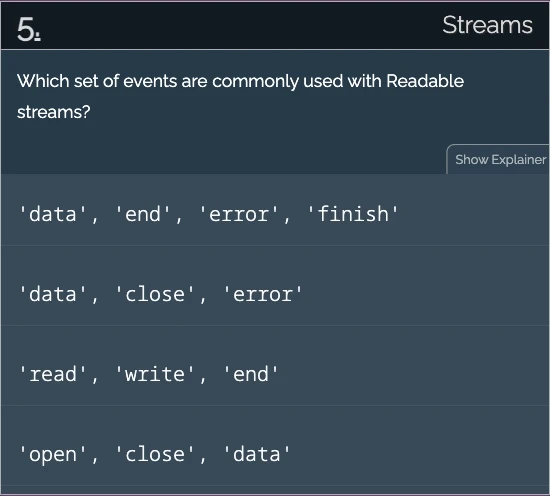 5.
Streams
Which set of events are commonly used with Readable
streams?
Show Explainer
'data', 'end', 'error', 'finish'
'data', 'close', 'error'
'read', 'write', 'end'
'open', 'close', 'data'